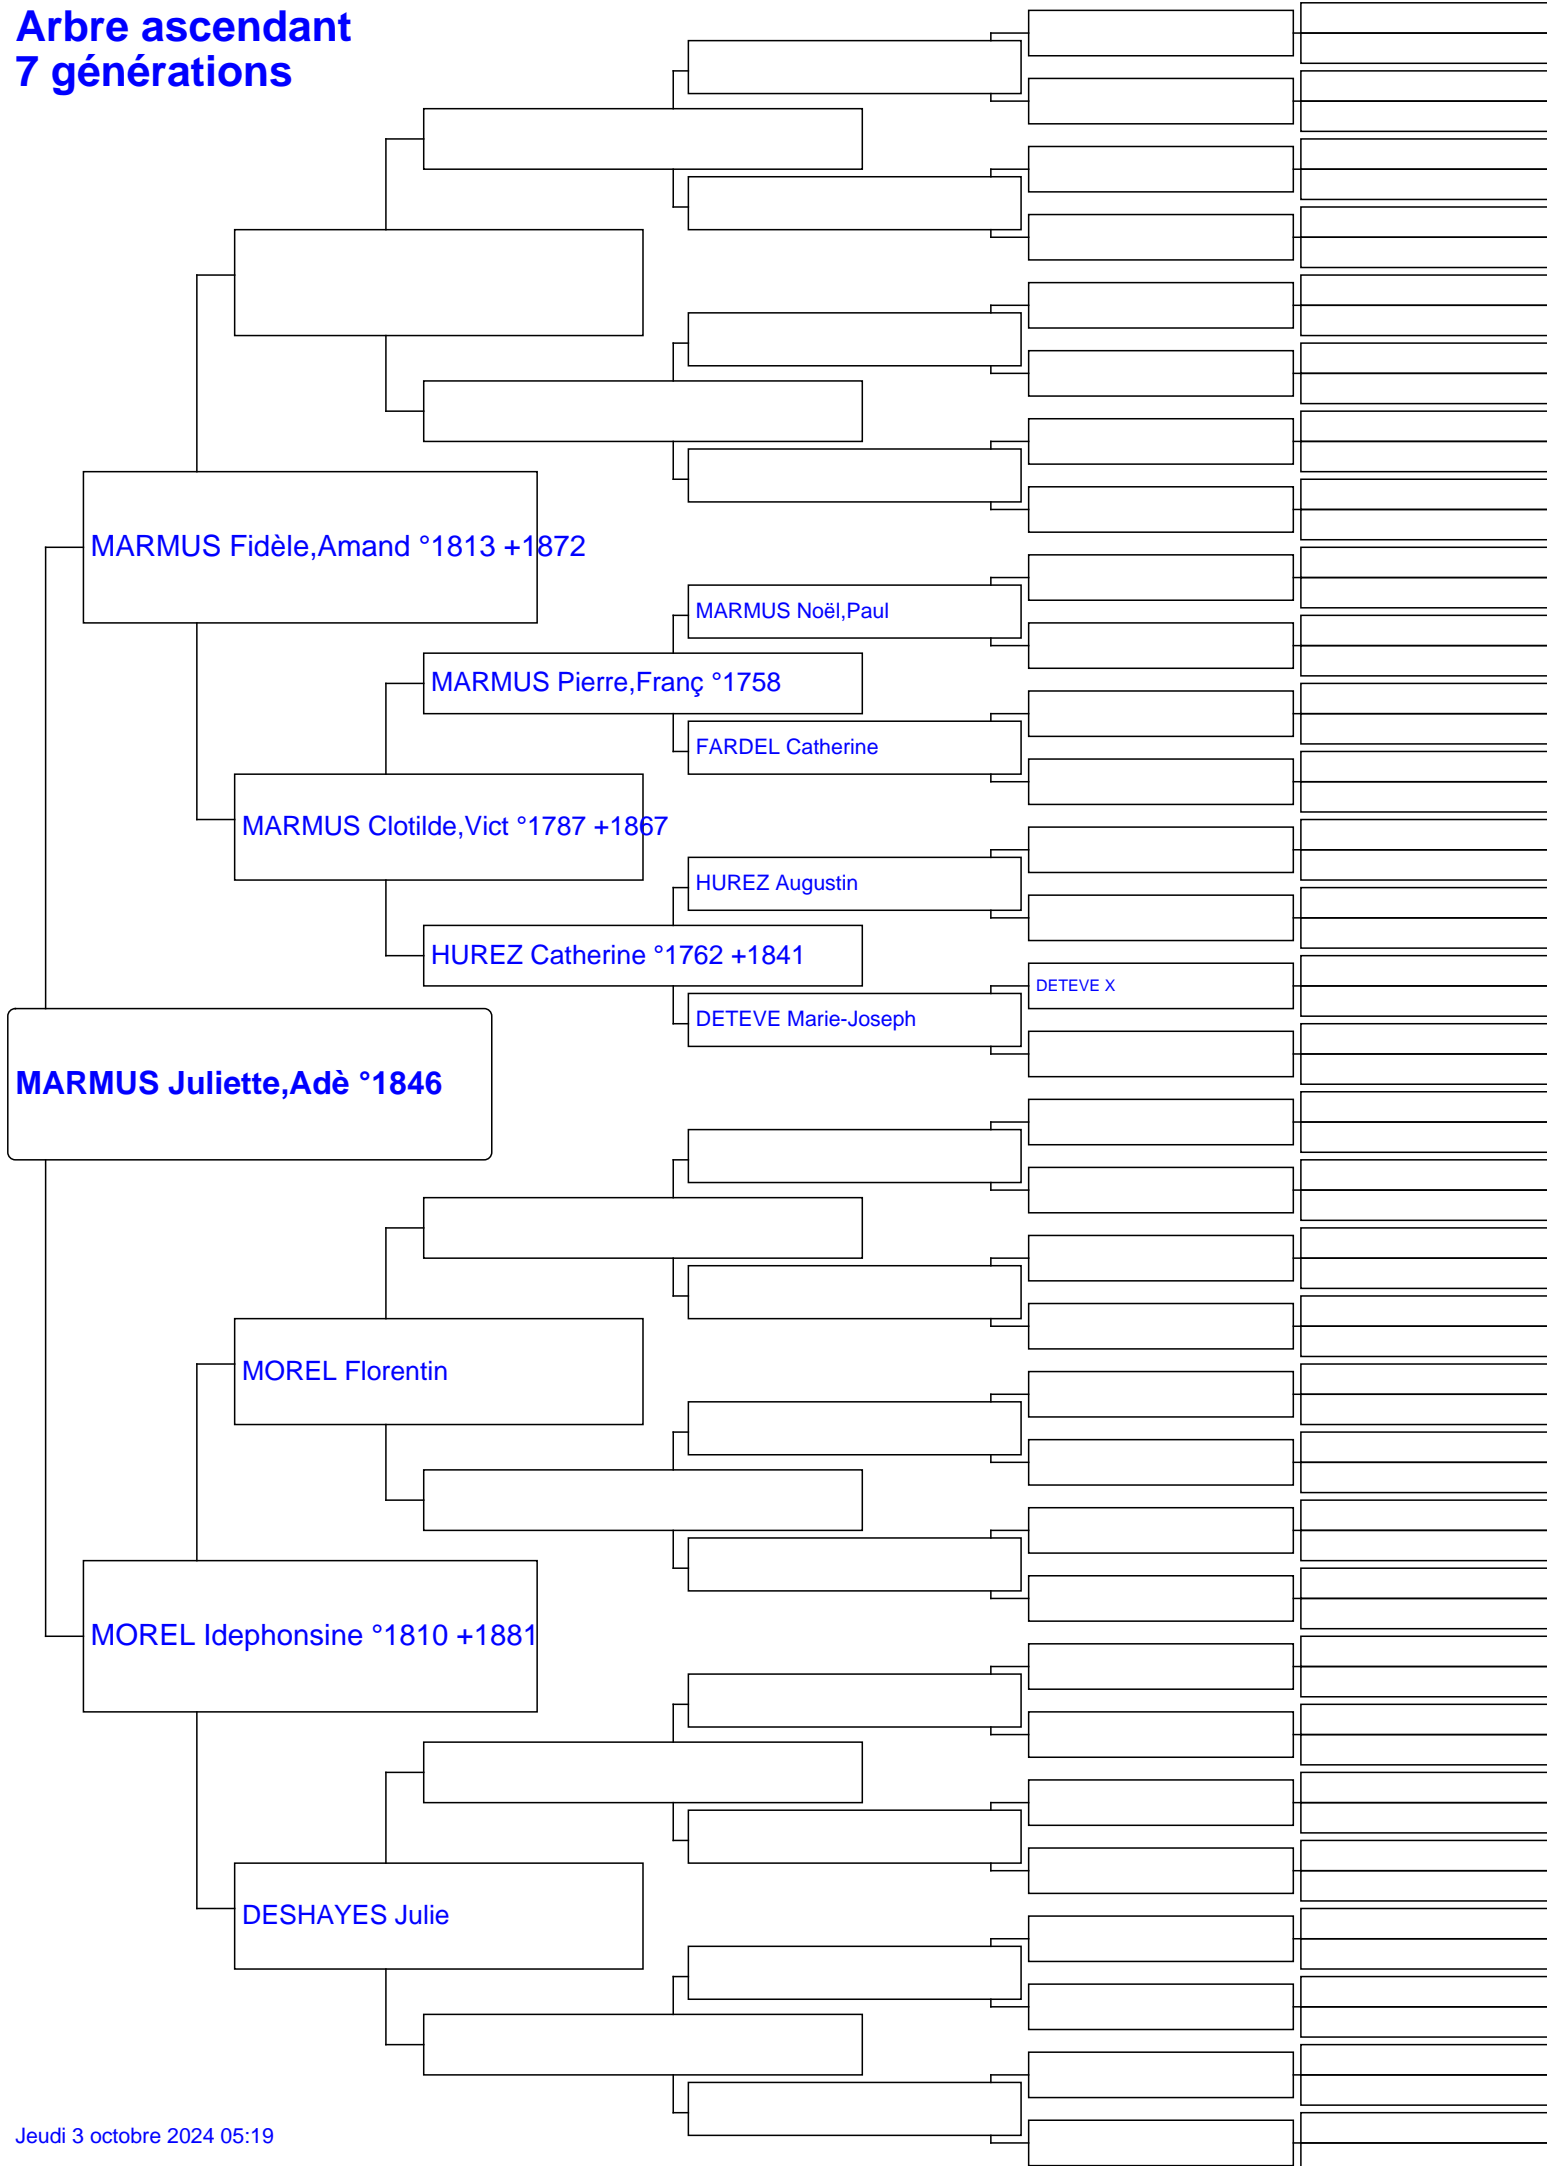 Arbre ascendant
7 générations
MARMUS Fidèle,Amand °1813 +1872
MARMUS Noël,Paul
MARMUS Pierre,Franç °1758
FARDEL Catherine
MARMUS Clotilde,Vict °1787 +1867
HUREZ Augustin
HUREZ Catherine °1762 +1841
DETEVE X
DETEVE Marie-Joseph
MARMUS Juliette,Adè °1846
MOREL Florentin
MOREL Idephonsine °1810 +1881
DESHAYES Julie
Jeudi 3 octobre 2024 05:19